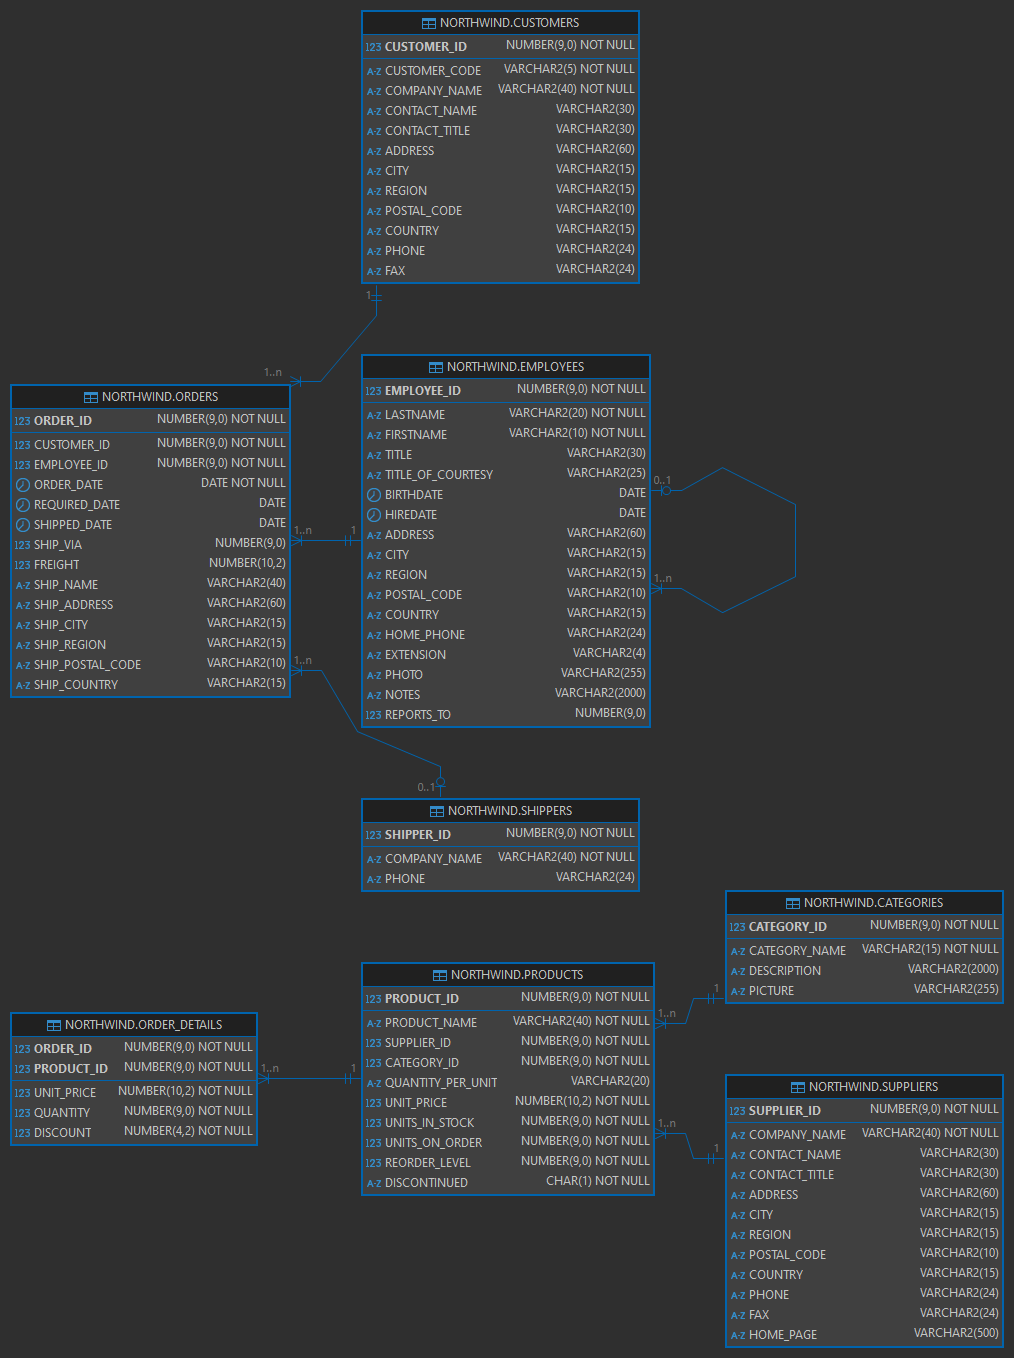 NORTHWIND.CUSTOMERS
123 CUSTOMER_ID NUMBER(9,0) NOT NULL
A-Z CUSTOMER_CODE VARCHAR2(5) NOT NULL
A-Z COMPANY_NAME VARCHAR2(40) NOT NULL
A-Z CONTACT_NAME VARCHAR2(30)
A-Z CONTACT_TITLE VARCHAR2(30)
A-Z ADDRESS VARCHAR2(60)
A-Z CITY VARCHAR2(15)
A-Z REGION VARCHAR2(15)
A-Z POSTAL_CODE VARCHAR2(10)
A-Z COUNTRY VARCHAR2(15)
A-Z PHONE VARCHAR2(24)
A-Z FAX VARCHAR2(24)
1
1..n
NORTHWIND.ORDERS
123 ORDER_ID NUMBER(9,0) NOT NULL
123 CUSTOMER_ID NUMBER(9,0) NOT NULL
123 EMPLOYEE_ID NUMBER(9,0) NOT NULL
ORDER_DATE DATE NOT NULL
REQUIRED_DATE DATE
SHIPPED_DATE DATE
123 SHIP_VIA NUMBER(9,0)
123 FREIGHT NUMBER(10,2)
A-Z SHIP_NAME VARCHAR2(40)
A-Z SHIP_ADDRESS VARCHAR2(60)
A-Z SHIP_CITY VARCHAR2(15)
A-Z SHIP_REGION VARCHAR2(15)
A-Z SHIP_POSTAL_CODE VARCHAR2(10)
A-Z SHIP_COUNTRY VARCHAR2(15)
1..n
1
1..n
NORTHWIND.EMPLOYEES
123 EMPLOYEE_ID NUMBER(9,0) NOT NULL
A-Z LASTNAME VARCHAR2(20) NOT NULL
A-Z FIRSTNAME VARCHAR2(10) NOT NULL
A-Z TITLE VARCHAR2(30)
A-Z TITLE_OF_COURTESY VARCHAR2(25)
BIRTHDATE DATE
HIREDATE DATE
A-Z ADDRESS VARCHAR2(60)
A-Z CITY VARCHAR2(15)
A-Z REGION VARCHAR2(15)
A-Z POSTAL_CODE VARCHAR2(10)
A-Z COUNTRY VARCHAR2(15)
A-Z HOME_PHONE VARCHAR2(24)
A-Z EXTENSION VARCHAR2(4)
A-Z PHOTO VARCHAR2(255)
A-Z NOTES VARCHAR2(2000)
123 REPORTS_TO NUMBER(9,0)
0..1
1..n
0..1
NORTHWIND.SHIPPERS
123 SHIPPER_ID NUMBER(9,0) NOT NULL
A-Z COMPANY_NAME VARCHAR2(40) NOT NULL
A-Z PHONE VARCHAR2(24)
NORTHWIND.CATEGORIES
123 CATEGORY_ID NUMBER(9,0) NOT NULL
A-Z CATEGORY_NAME VARCHAR2(15) NOT NULL
A-Z DESCRIPTION VARCHAR2(2000)
A-Z PICTURE VARCHAR2(255)
NORTHWIND.PRODUCTS
123 PRODUCT_ID NUMBER(9,0) NOT NULL
A-Z PRODUCT_NAME VARCHAR2(40) NOT NULL
123 SUPPLIER_ID NUMBER(9,0) NOT NULL
123 CATEGORY_ID NUMBER(9,0) NOT NULL
A-Z QUANTITY_PER_UNIT VARCHAR2(20)
123 UNIT_PRICE NUMBER(10,2) NOT NULL
123 UNITS_IN_STOCK NUMBER(9,0) NOT NULL
123 UNITS_ON_ORDER NUMBER(9,0) NOT NULL
123 REORDER_LEVEL NUMBER(9,0) NOT NULL
A-Z DISCONTINUED CHAR(1) NOT NULL
1
1..n
1..n
1
NORTHWIND.ORDER_DETAILS
123 ORDER_ID NUMBER(9,0) NOT NULL
123 PRODUCT_ID NUMBER(9,0) NOT NULL
123 UNIT_PRICE NUMBER(10,2) NOT NULL
123 QUANTITY NUMBER(9,0) NOT NULL
123 DISCOUNT NUMBER(4,2) NOT NULL
1..n
1
NORTHWIND.SUPPLIERS
123 SUPPLIER_ID NUMBER(9,0) NOT NULL
A-Z COMPANY_NAME VARCHAR2(40) NOT NULL
A-Z CONTACT_NAME VARCHAR2(30)
A-Z CONTACT_TITLE VARCHAR2(30)
A-Z ADDRESS VARCHAR2(60)
A-Z CITY VARCHAR2(15)
A-Z REGION VARCHAR2(15)
A-Z POSTAL_CODE VARCHAR2(10)
A-Z COUNTRY VARCHAR2(15)
A-Z PHONE VARCHAR2(24)
A-Z FAX VARCHAR2(24)
A-Z HOME_PAGE VARCHAR2(500)